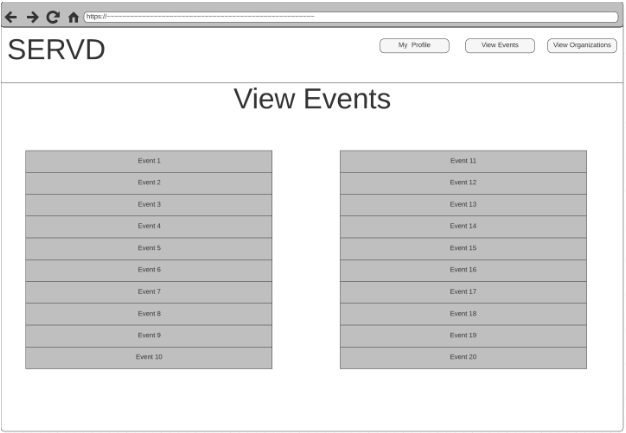 https://
SERVD
My Profile
View Events
View Organizations
View Events
Event 1
Event 2
Event 3
Event 4
Event 5
Event 6
Event 7
Event 8
Event 9
Event 10
Event 11
Event 12
Event 13
Event 14
Event 15
Event 16
Event 17
Event 18
Event 19
Event 20